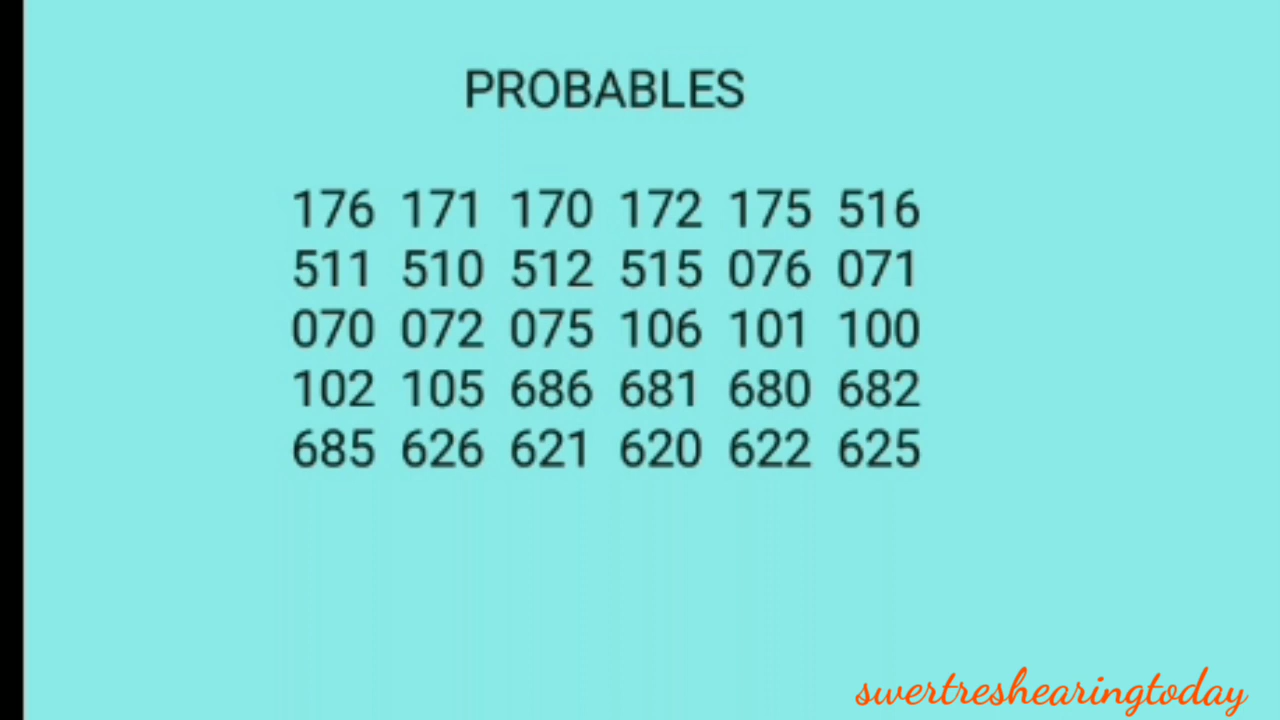 PROBABLES
176 171 170 172 175 516
511 510 512 515 076 071
070 072 075 106 101 100
102 105 686 681 680 682
685 626 621 620 622 625
swertreshearingtoday